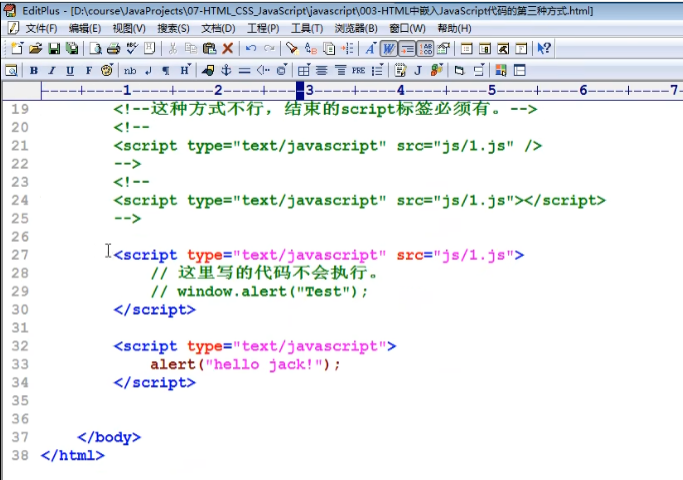 EditPlus - [D:\course\JavaProjects\07-HTML_CSS_JavaScript\javascript\003-HTML中嵌入JavaScript代码的第三种方式.html]
文件(F) 编辑(E) 视图(V) 搜索(S) 文档(D) 工程(P) 工具(T) 浏览器(B) 窗口(W) 帮助(H)
B I U F nb H A W PRE J
----+----1----+----2----+----3----+----4----+----5----+----6----+----7-
19 <!--这种方式不行，结束的script标签必须有。-->
20 <!--
21 <script type="text/javascript" src="js/1.js" />
22 -->
23 <!--
24 <script type="text/javascript" src="js/1.js"></script>
25 -->
26
27 <script type="text/javascript" src="js/1.js">
28 // 这里写的代码不会执行。
29 // window.alert("Test");
30 </script>
31
32 <script type="text/javascript">
33 alert("hello jack!");
34 </script>
35
36
37 </body>
38 </html>